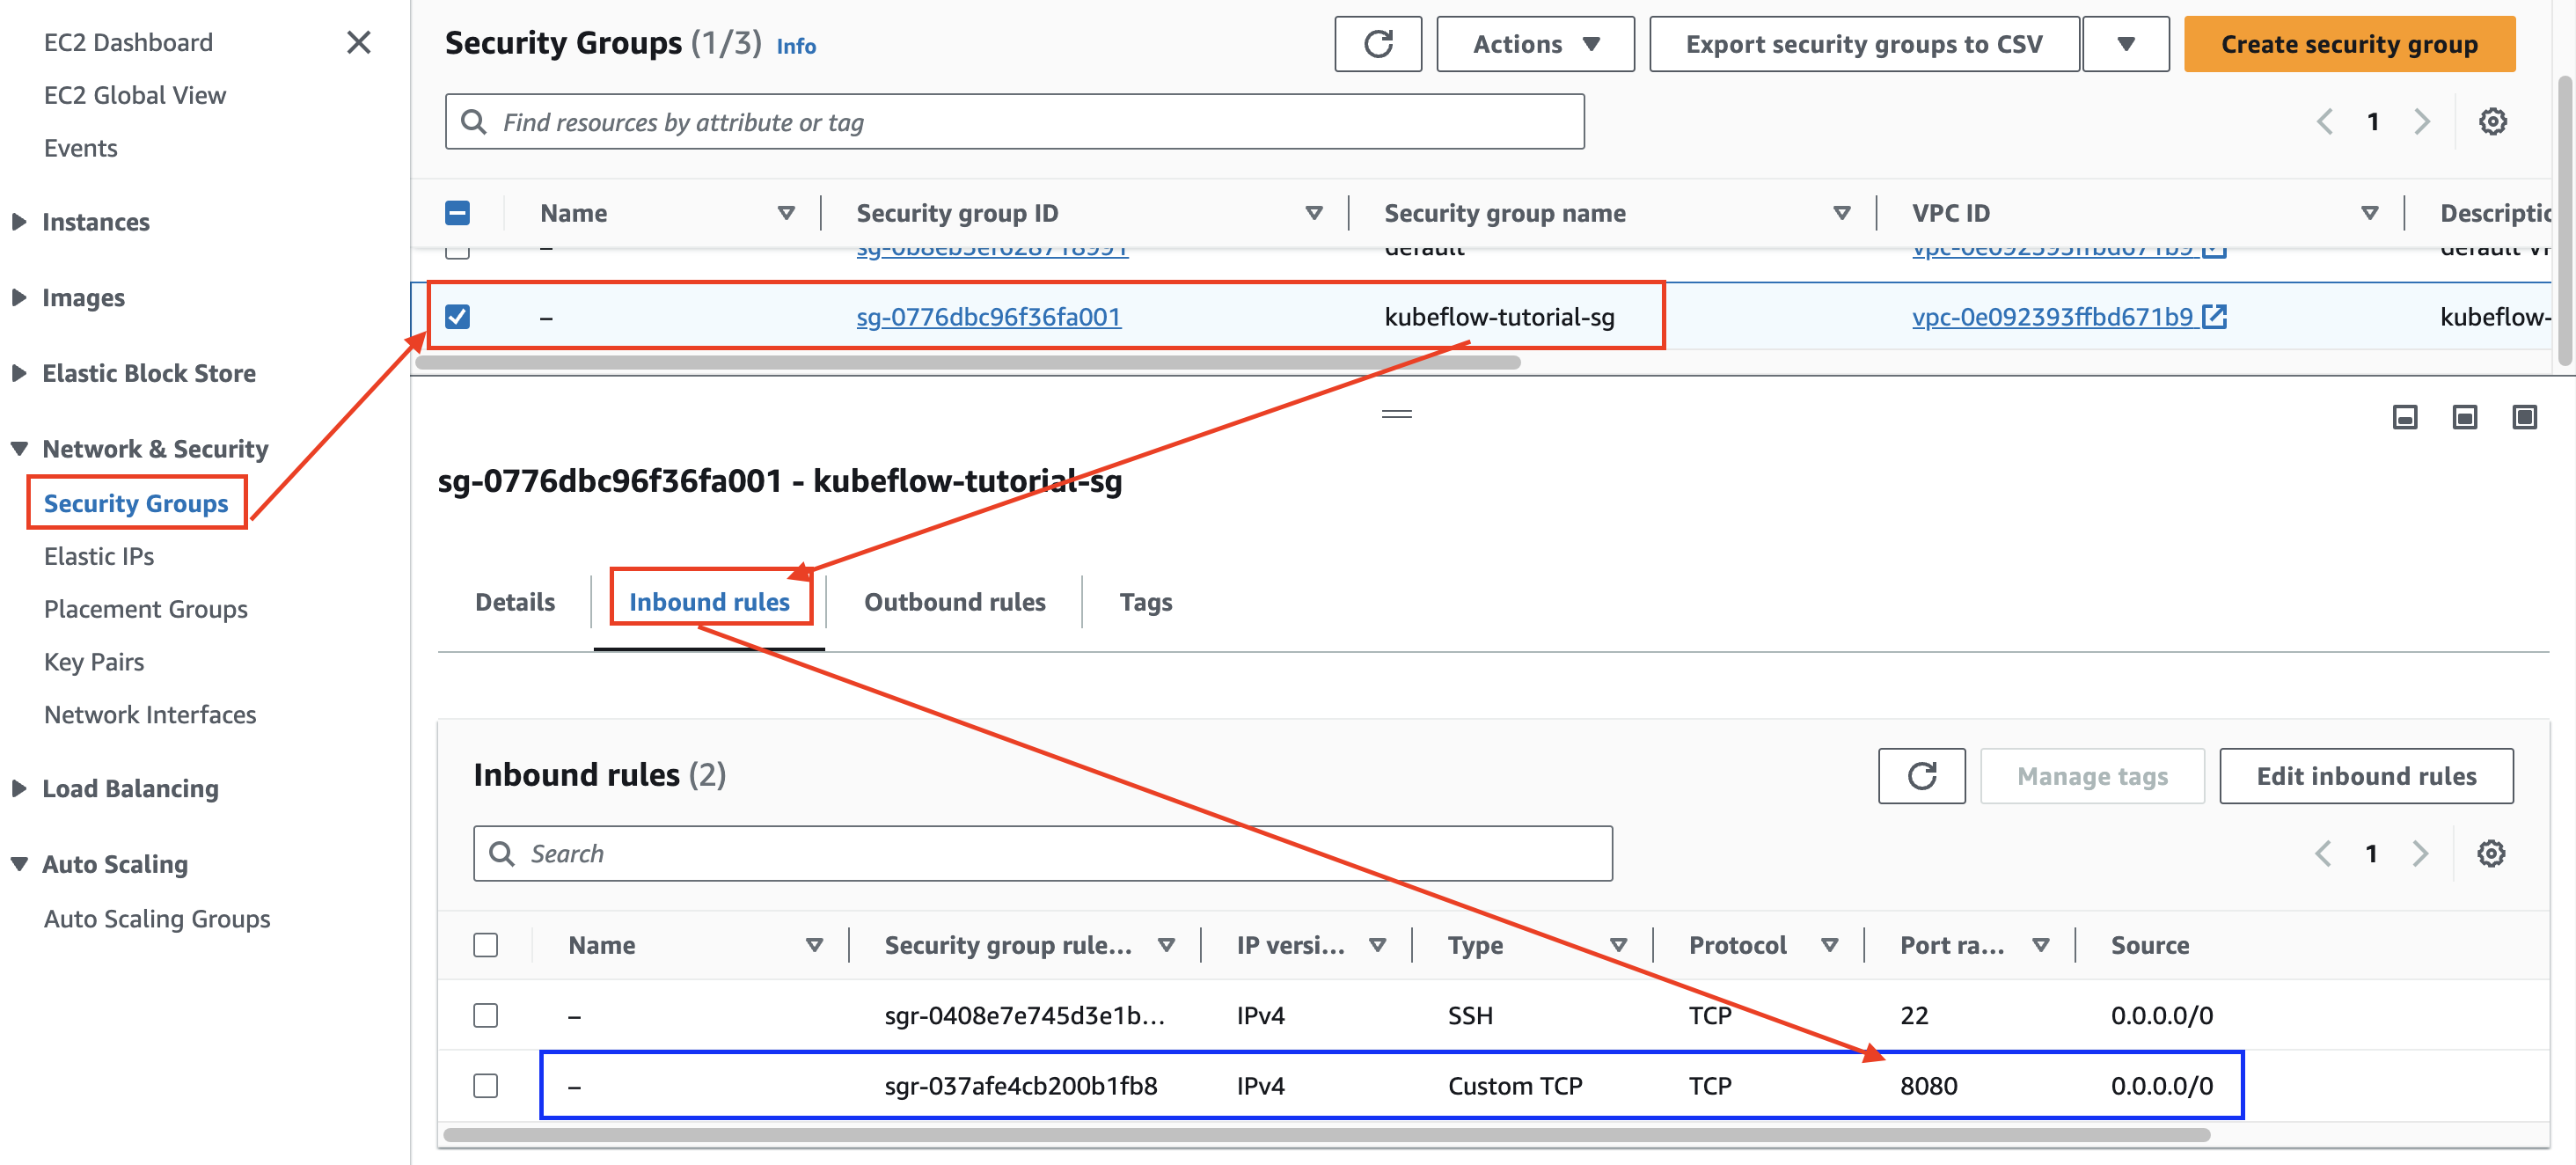 EC2 Dashboard
EC2 Global View
Events
Instances
Images
Elastic Block Store
Network & Security
Security Groups
Elastic IPs
Placement Groups
Key Pairs
Network Interfaces
Load Balancing
Auto Scaling
Auto Scaling Groups
Security Groups (1/3) Info
Actions
Export security groups to CSV
Create security group
Find resources by attribute or tag
1
Name Security group ID Security group name VPC ID Descriptic
– default vpc-0e092393ffbd671b9
– sg-0776dbc96f36fa001 kubeflow-tutorial-sg vpc-0e092393ffbd671b9 kubeflow-
sg-0776dbc96f36fa001 - kubeflow-tutorial-sg
Details Inbound rules Outbound rules Tags
Inbound rules (2)
Manage tags
Edit inbound rules
Search
1
Name Security group rule... IP versi... Type Protocol Port ra... Source
– sgr-0408e7e745d3e1b... IPv4 SSH TCP 22 0.0.0.0/0
– sgr-037afe4cb200b1fb8 IPv4 Custom TCP TCP 8080 0.0.0.0/0